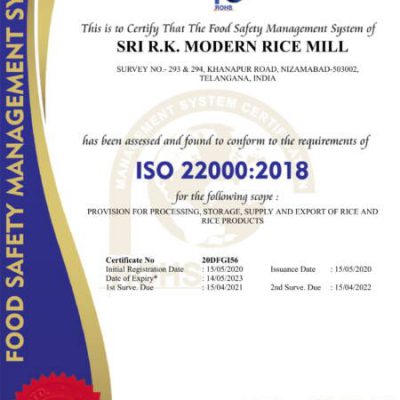 ROHS
This is to Certify That The Food Safety Management System of
SRI R.K. MODERN RICE MILL
SURVEY NO.- 293 & 294, KHANAPUR ROAD, NIZAMABAD-503002,
TELANGANA, INDIA
has been assessed and found to conform to the requirements of
ISO 22000:2018
for the following scope :
PROVISION FOR PROCESSING, STORAGE, SUPPLY AND EXPORT OF RICE AND
RICE PRODUCTS
Certificate No 20DFGI56
Initial Registration Date : 15/05/2020 Issuance Date : 15/05/2020
Date of Expiry* : 14/05/2023
1st Surve. Due : 15/04/2021 2nd Surve. Due : 15/04/2022
FOOD SAFETY MANAGEMENT SY
MANAGEMENT SYSTEM CERTIFICATION